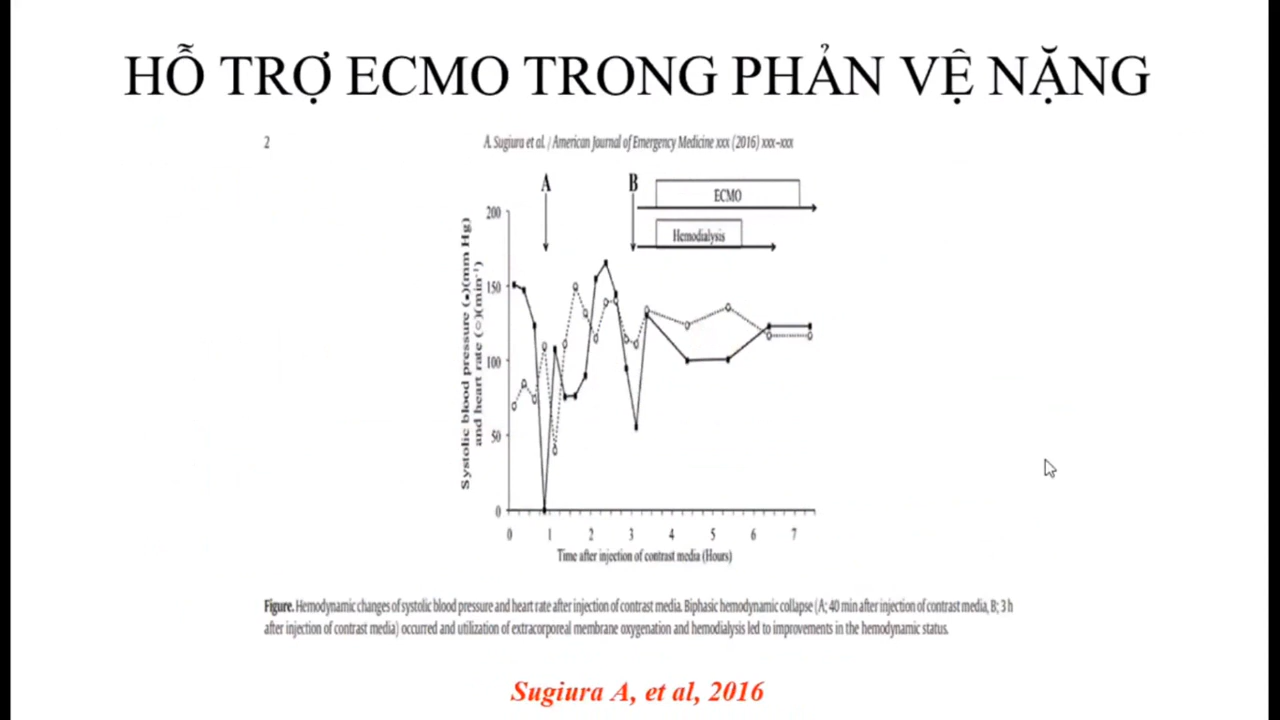 HỖ TRỢ ECMO TRONG PHẢN VỆ NẶNG
2
A. Sugiura et al. / American Journal of Emergency Medicine xxx (2016) xxx–xxx
A
B
ECMO
Hemodialysis
200
150
100
50
0
Systolic blood pressure (■)(mm Hg)
and heart rate (○)(min⁻¹)
0 1 2 3 4 5 6 7
Time after injection of contrast media (Hours)
Figure. Hemodynamic changes of systolic blood pressure and heart rate after injection of contrast media. Biphasic hemodynamic collapse (A; 40 min after injection of contrast media, B; 3 h
after injection of contrast media) occurred and utilization of extracorporeal membrane oxygenation and hemodialysis led to improvements in the hemodynamic status.
Sugiura A, et al, 2016